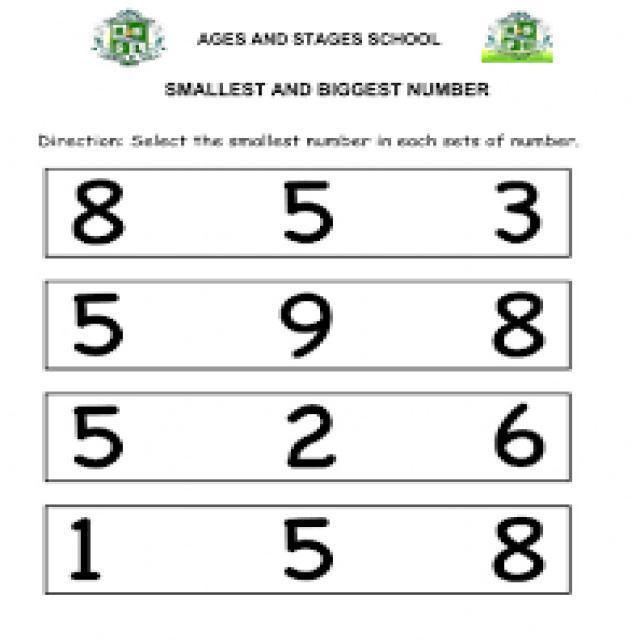 AGES AND STAGES SCHOOL
SMALLEST AND BIGGEST NUMBER
Direction: Select the smallest number in each sets of number.
8 5 3
5 9 8
5 2 6
1 5 8